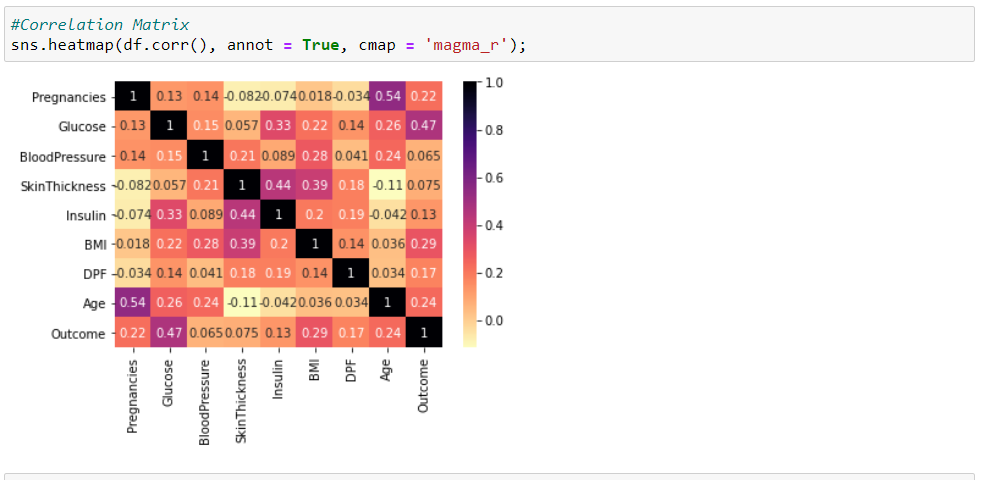 #Correlation Matrix
sns.heatmap(df.corr(), annot = True, cmap = 'magma_r');
Pregnancies 1 0.13 0.14 -0.082 -0.074 0.018 -0.034 0.54 0.22
Glucose 0.13 1 0.15 0.057 0.33 0.22 0.14 0.26 0.47
BloodPressure 0.14 0.15 1 0.21 0.089 0.28 0.041 0.24 0.065
SkinThickness -0.082 0.057 0.21 1 0.44 0.39 0.18 -0.11 0.075
Insulin -0.074 0.33 0.089 0.44 1 0.2 0.19 -0.042 0.13
BMI 0.018 0.22 0.28 0.39 0.2 1 0.14 0.036 0.29
DPF -0.034 0.14 0.041 0.18 0.19 0.14 1 0.034 0.17
Age 0.54 0.26 0.24 -0.11 -0.042 0.036 0.034 1 0.24
Outcome 0.22 0.47 0.065 0.075 0.13 0.29 0.17 0.24 1
Pregnancies
Glucose
BloodPressure
SkinThickness
Insulin
BMI
DPF
Age
Outcome
1.0
0.8
0.6
0.4
0.2
0.0